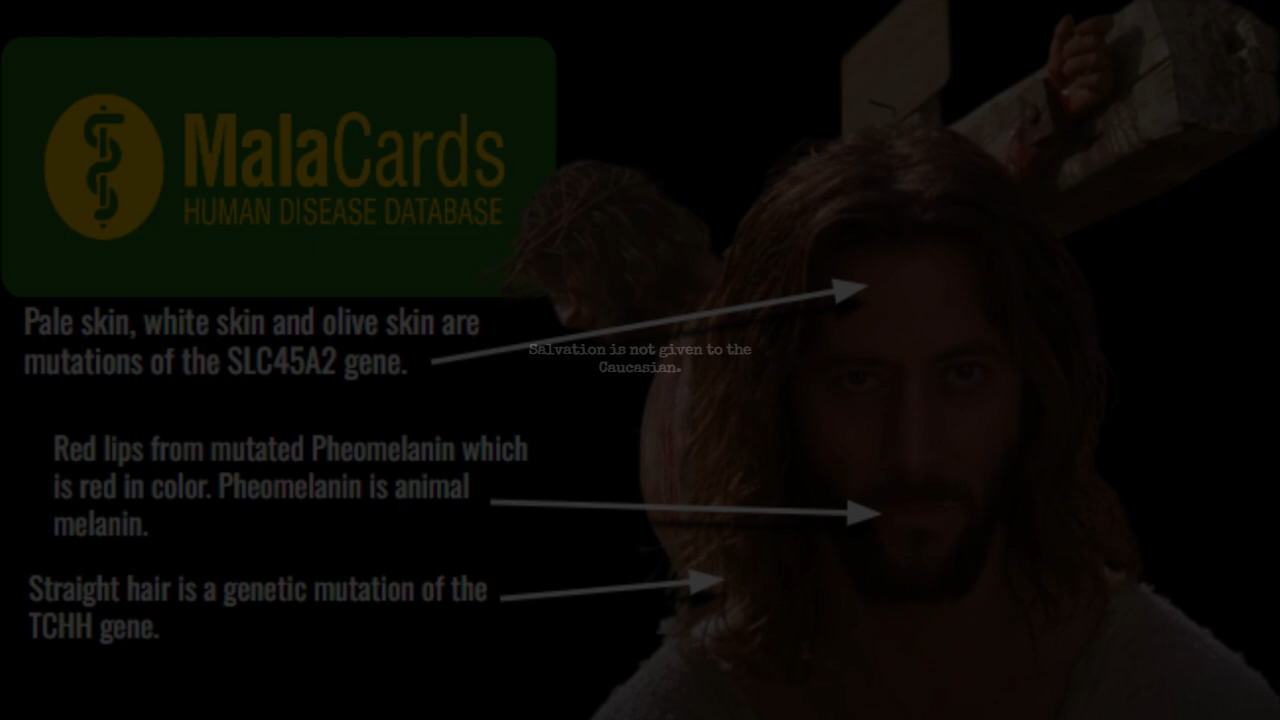 MalaCards
HUMAN DISEASE DATABASE
Pale skin, white skin and olive skin are
mutations of the SLC45A2 gene.
Salvation is not given to the
Caucasian.
Red lips from mutated Pheomelanin which
is red in color. Pheomelanin is animal
melanin.
Straight hair is a genetic mutation of the
TCHH gene.